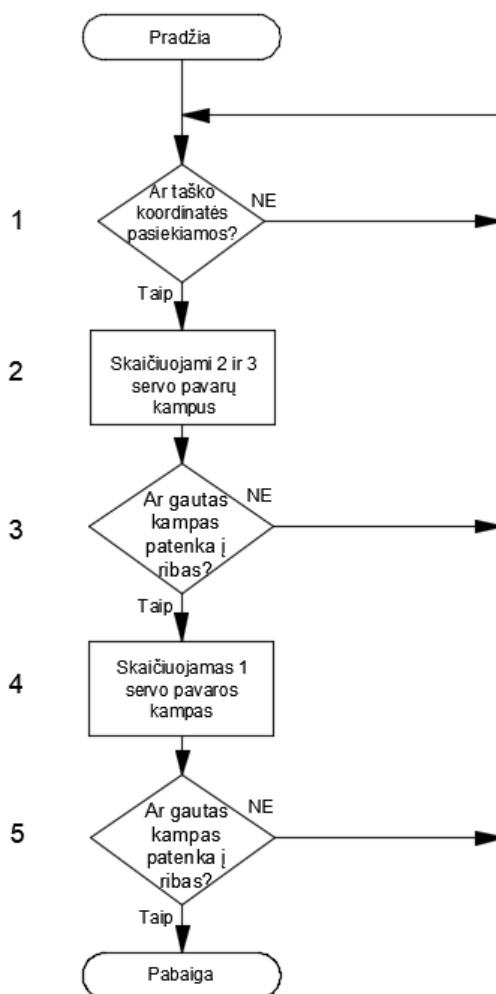 Pradžia
1
Ar taško
koordinatės
pasiekiamos?
NE
Taip
2
Skaičiuojami 2 ir 3
servo pavarų
kampus
3
Ar gautas
kampas
patenka į
ribas?
NE
Taip
4
Skaičiuojamas 1
servo pavaros
kampas
5
Ar gautas
kampas
patenka į
ribas?
NE
Taip
Pabaiga